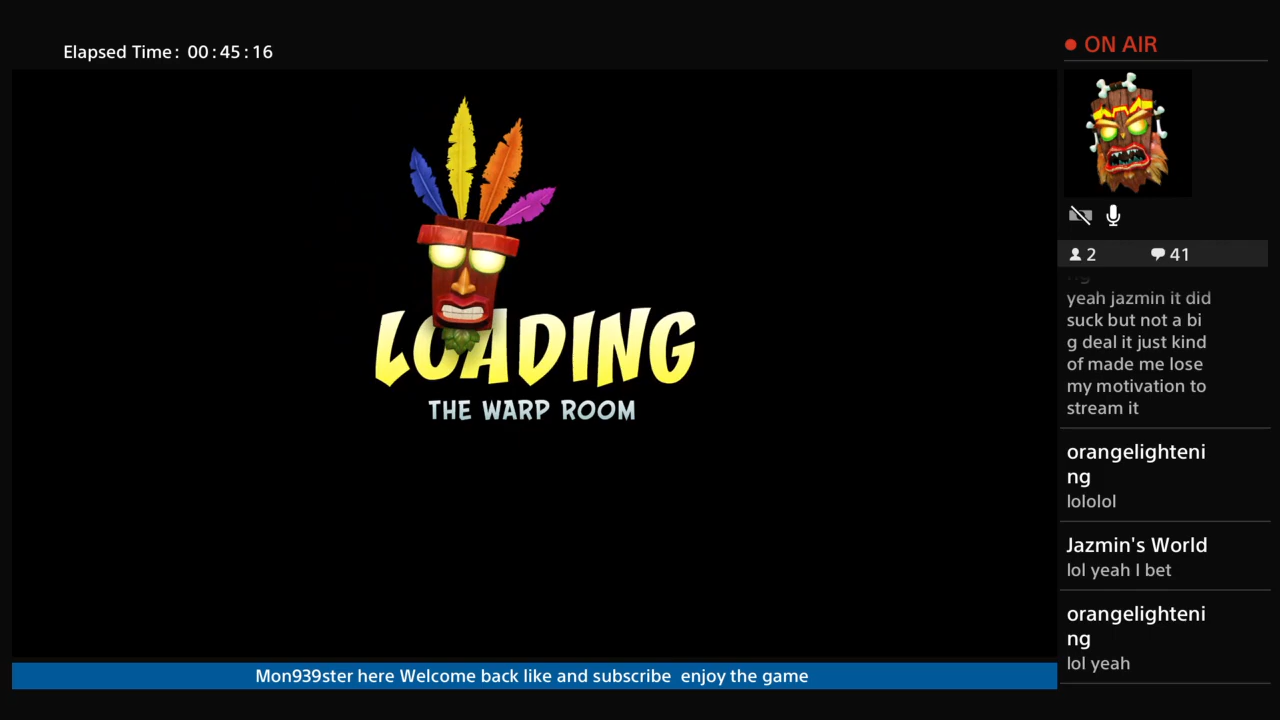 Elapsed Time: 00:45:16
ON AIR
2
41
yeah jazmin it did
suck but not a bi
g deal it just kind
of made me lose
my motivation to
stream it
orangelighteni
ng
lololol
Jazmin's World
lol yeah I bet
orangelighteni
ng
lol yeah
LOADING
THE WARP ROOM
Mon939ster here Welcome back like and subscribe enjoy the game